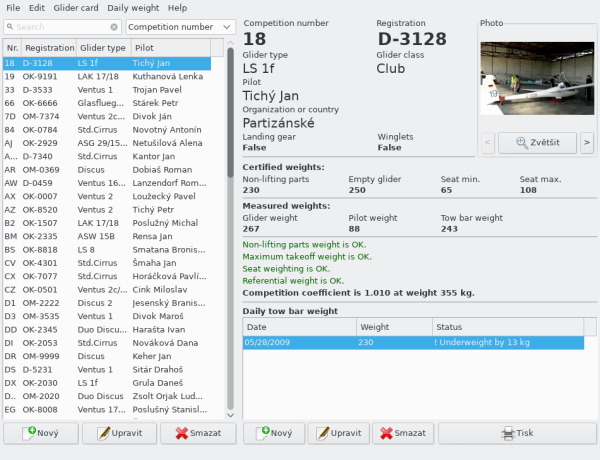 File Edit Glider card Daily weight Help
Search Competition number
Nr. Registration Glider type Pilot
18 D-3128 LS 1f Tichý Jan
19 OK-9191 LAK 17/18 Kuthanová Lenka
33 D-3533 Ventus 1 Trojan Pavel
66 OK-6666 Glasflueg... Stárek Petr
7D OM-7374 Ventus 2c... Divok Ján
84 OK-0784 Std.Cirrus Novotný Antonín
AJ OK-2929 ASG 29/15... Netušilová Alena
A... D-7340 Std.Cirrus Kantor Jan
AR OM-0369 Discus Dobiaš Roman
AW D-0459 Ventus 16... Lanzendorf Rom...
AX OK-0007 Ventus 2 Loužecký Pavel
AZ OK-8520 Ventus 2 Tichý Petr
B2 OK-1507 LAK 17/18 Poslužný Michal
BM OK-2335 ASW 15B Rensa Jan
BS OK-8818 LS 8 Smatana Bronis...
CV OK-4301 Std.Cirrus Šmaha Jan
CX OK-7077 Std.Cirrus Horáčková Pavlí...
CZ OK-0501 Ventus 2c/... Cink Miloslav
D1 OM-2222 Discus 2 Jesenský Branis...
D3 OM-3535 Ventus 1 Divok Maroš
DD OK-2345 Duo Discu... Harašta Ivan
DI OK-2053 Std.Cirrus Nováková Dana
DR OM-9999 Discus Keher Jan
DS D-5231 Ventus 1 Sitár Drahoš
DX OK-2030 LS 1f Grula Daneš
D.. OM-2020 Duo Discus Zsolt Orjak Lud...
EG OK-8008 Ventus 17... Poslušný Stanisl...
Nový Upravit Smazat
Competition number Registration
18 D-3128
Glider type Glider class
LS 1f Club
Pilot
Tichý Jan
Organization or country
Partizánské
Landing gear Winglets
False False
Photo
19
< Zvětšit >
Certified weights:
Non-lifting parts Empty glider Seat min. Seat max.
230 250 65 108
Measured weights:
Glider weight Pilot weight Tow bar weight
267 88 243
Non-lifting parts weight is OK.
Maximum takeoff weight is OK.
Seat weighting is OK.
Referential weight is OK.
Competition coefficient is 1.010 at weight 355 kg.
Daily tow bar weight
Date Weight Status
05/28/2009 230 ! Underweight by 13 kg
Nový Upravit Smazat Tisk